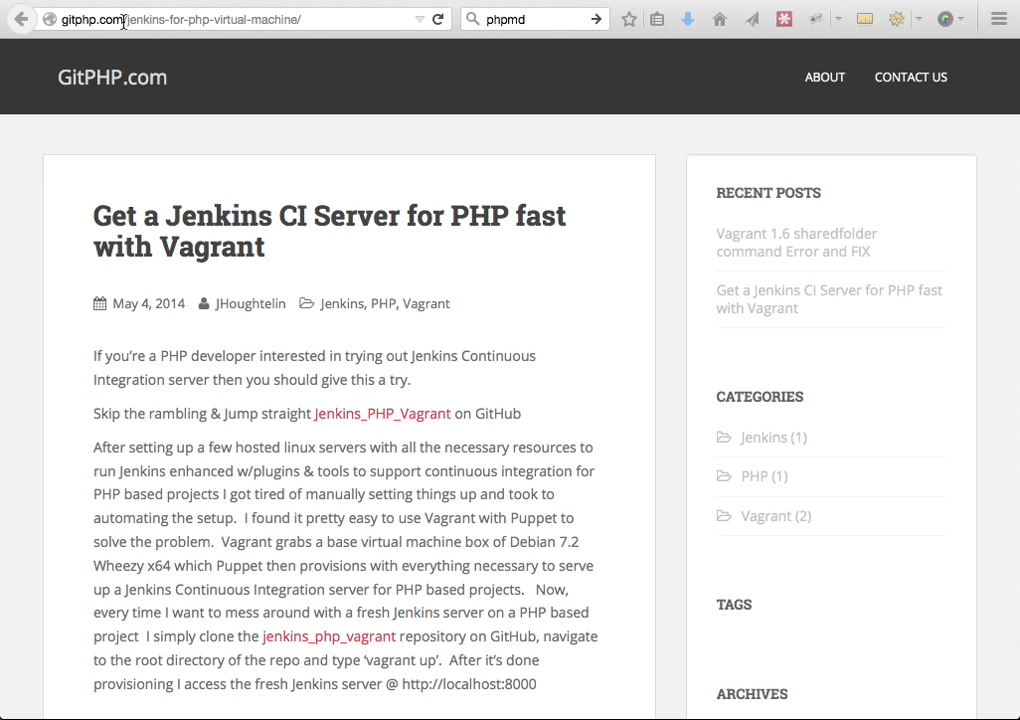 gitphp.com/jenkins-for-php-virtual-machine/
phpmd
GitPHP.com
ABOUT
CONTACT US
Get a Jenkins CI Server for PHP fast
with Vagrant
May 4, 2014 JHoughtelin Jenkins, PHP, Vagrant
If you’re a PHP developer interested in trying out Jenkins Continuous
Integration server then you should give this a try.
Skip the rambling & Jump straight Jenkins_PHP_Vagrant on GitHub
After setting up a few hosted linux servers with all the necessary resources to
run Jenkins enhanced w/plugins & tools to support continuous integration for
PHP based projects I got tired of manually setting things up and took to
automating the setup.  I found it pretty easy to use Vagrant with Puppet to
solve the problem.  Vagrant grabs a base virtual machine box of Debian 7.2
Wheezy x64 which Puppet then provisions with everything necessary to serve
up a Jenkins Continuous Integration server for PHP based projects.   Now,
every time I want to mess around with a fresh Jenkins server on a PHP based
project  I simply clone the jenkins_php_vagrant repository on GitHub, navigate
to the root directory of the repo and type ‘vagrant up’.  After it’s done
provisioning I access the fresh Jenkins server @ http://localhost:8000
RECENT POSTS
Vagrant 1.6 sharedfolder
command Error and FIX
Get a Jenkins CI Server for PHP fast
with Vagrant
CATEGORIES
Jenkins (1)
PHP (1)
Vagrant (2)
TAGS
ARCHIVES